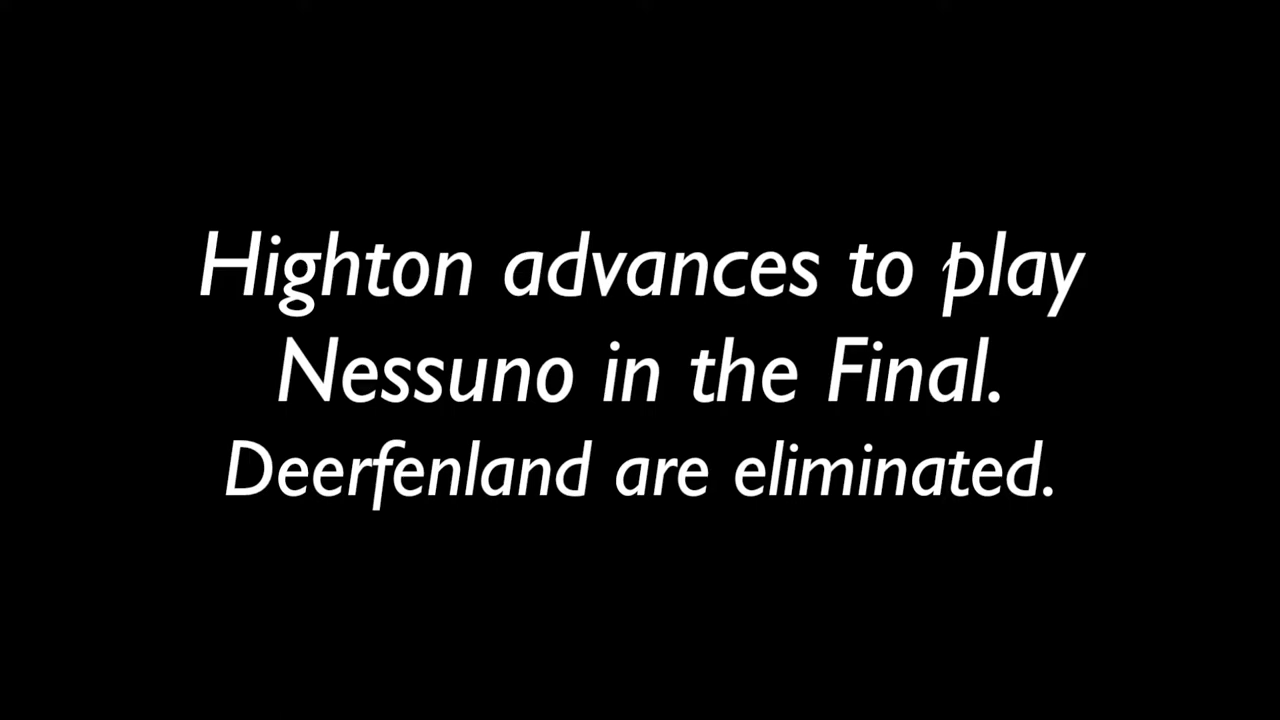 Highton advances to play
Nessuno in the Final.
Deerfenland are eliminated.